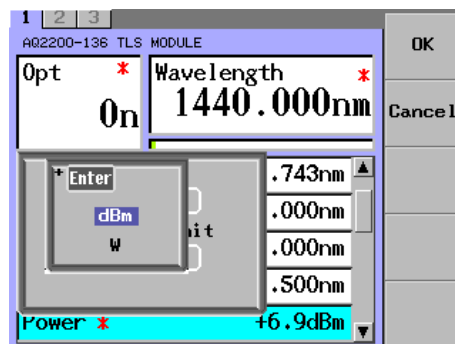 1 2 3
AQ2200-136 TLS MODULE
OK
Opt *
Wavelength *
0n
1440.000nm
Cancel
Enter
dBm
W
.743nm
.000nm
.000nm
.500nm
Power *
+6.9dBm